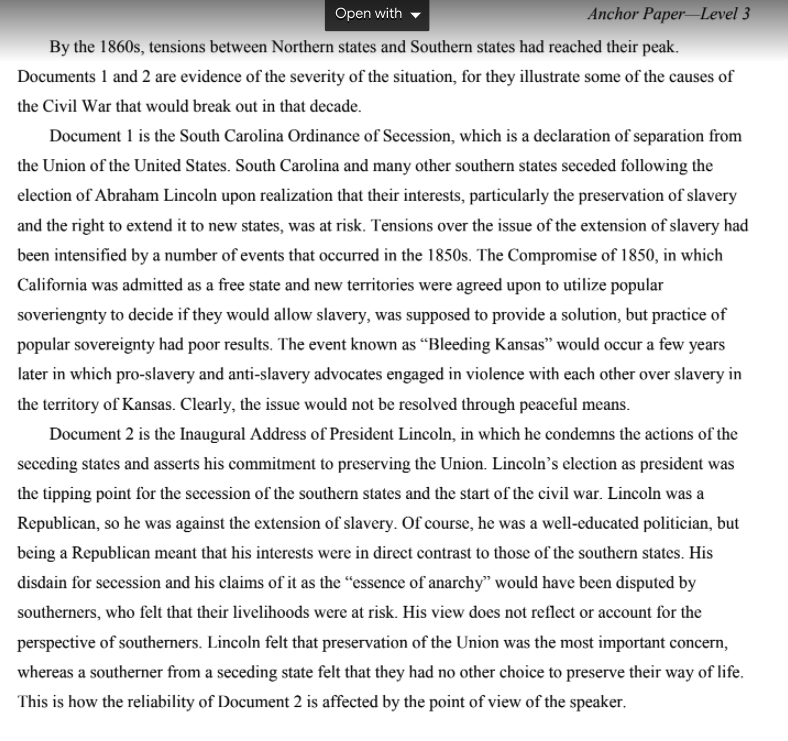 Open with
Anchor Paper—Level 3
By the 1860s, tensions between Northern states and Southern states had reached their peak.
Documents 1 and 2 are evidence of the severity of the situation, for they illustrate some of the causes of
the Civil War that would break out in that decade.
Document 1 is the South Carolina Ordinance of Secession, which is a declaration of separation from
the Union of the United States. South Carolina and many other southern states seceded following the
election of Abraham Lincoln upon realization that their interests, particularly the preservation of slavery
and the right to extend it to new states, was at risk. Tensions over the issue of the extension of slavery had
been intensified by a number of events that occurred in the 1850s. The Compromise of 1850, in which
California was admitted as a free state and new territories were agreed upon to utilize popular
soveriengnty to decide if they would allow slavery, was supposed to provide a solution, but practice of
popular sovereignty had poor results. The event known as “Bleeding Kansas” would occur a few years
later in which pro-slavery and anti-slavery advocates engaged in violence with each other over slavery in
the territory of Kansas. Clearly, the issue would not be resolved through peaceful means.
Document 2 is the Inaugural Address of President Lincoln, in which he condemns the actions of the
seceding states and asserts his commitment to preserving the Union. Lincoln’s election as president was
the tipping point for the secession of the southern states and the start of the civil war. Lincoln was a
Republican, so he was against the extension of slavery. Of course, he was a well-educated politician, but
being a Republican meant that his interests were in direct contrast to those of the southern states. His
disdain for secession and his claims of it as the “essence of anarchy” would have been disputed by
southerners, who felt that their livelihoods were at risk. His view does not reflect or account for the
perspective of southerners. Lincoln felt that preservation of the Union was the most important concern,
whereas a southerner from a seceding state felt that they had no other choice to preserve their way of life.
This is how the reliability of Document 2 is affected by the point of view of the speaker.